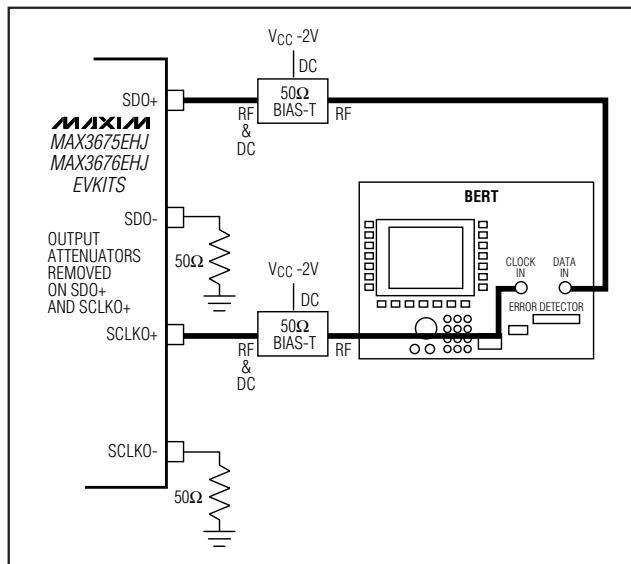 VCC -2V
DC
SDO+
50Ω
BIAS-T
RF
&
DC
RF
MAXIM
MAX3675EHJ
MAX3676EHJ
EVKITS
SDO-
50Ω
OUTPUT
ATTENUATORS
REMOVED
ON SDO+
AND SCLKO+
BERT
CLOCK
IN
DATA
IN
ERROR DETECTOR
VCC -2V
DC
SCLKO+
50Ω
BIAS-T
RF
&
DC
RF
SCLKO-
50Ω